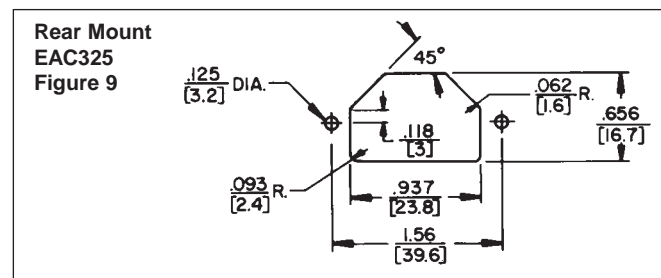 Rear Mount
EAC325
Figure 9
45°
.125 DIA.
[3.2]
.062 R.
[1.6]
.656
[16.7]
.118
[3]
.093 R.
[2.4]
.937
[23.8]
1.56
[39.6]